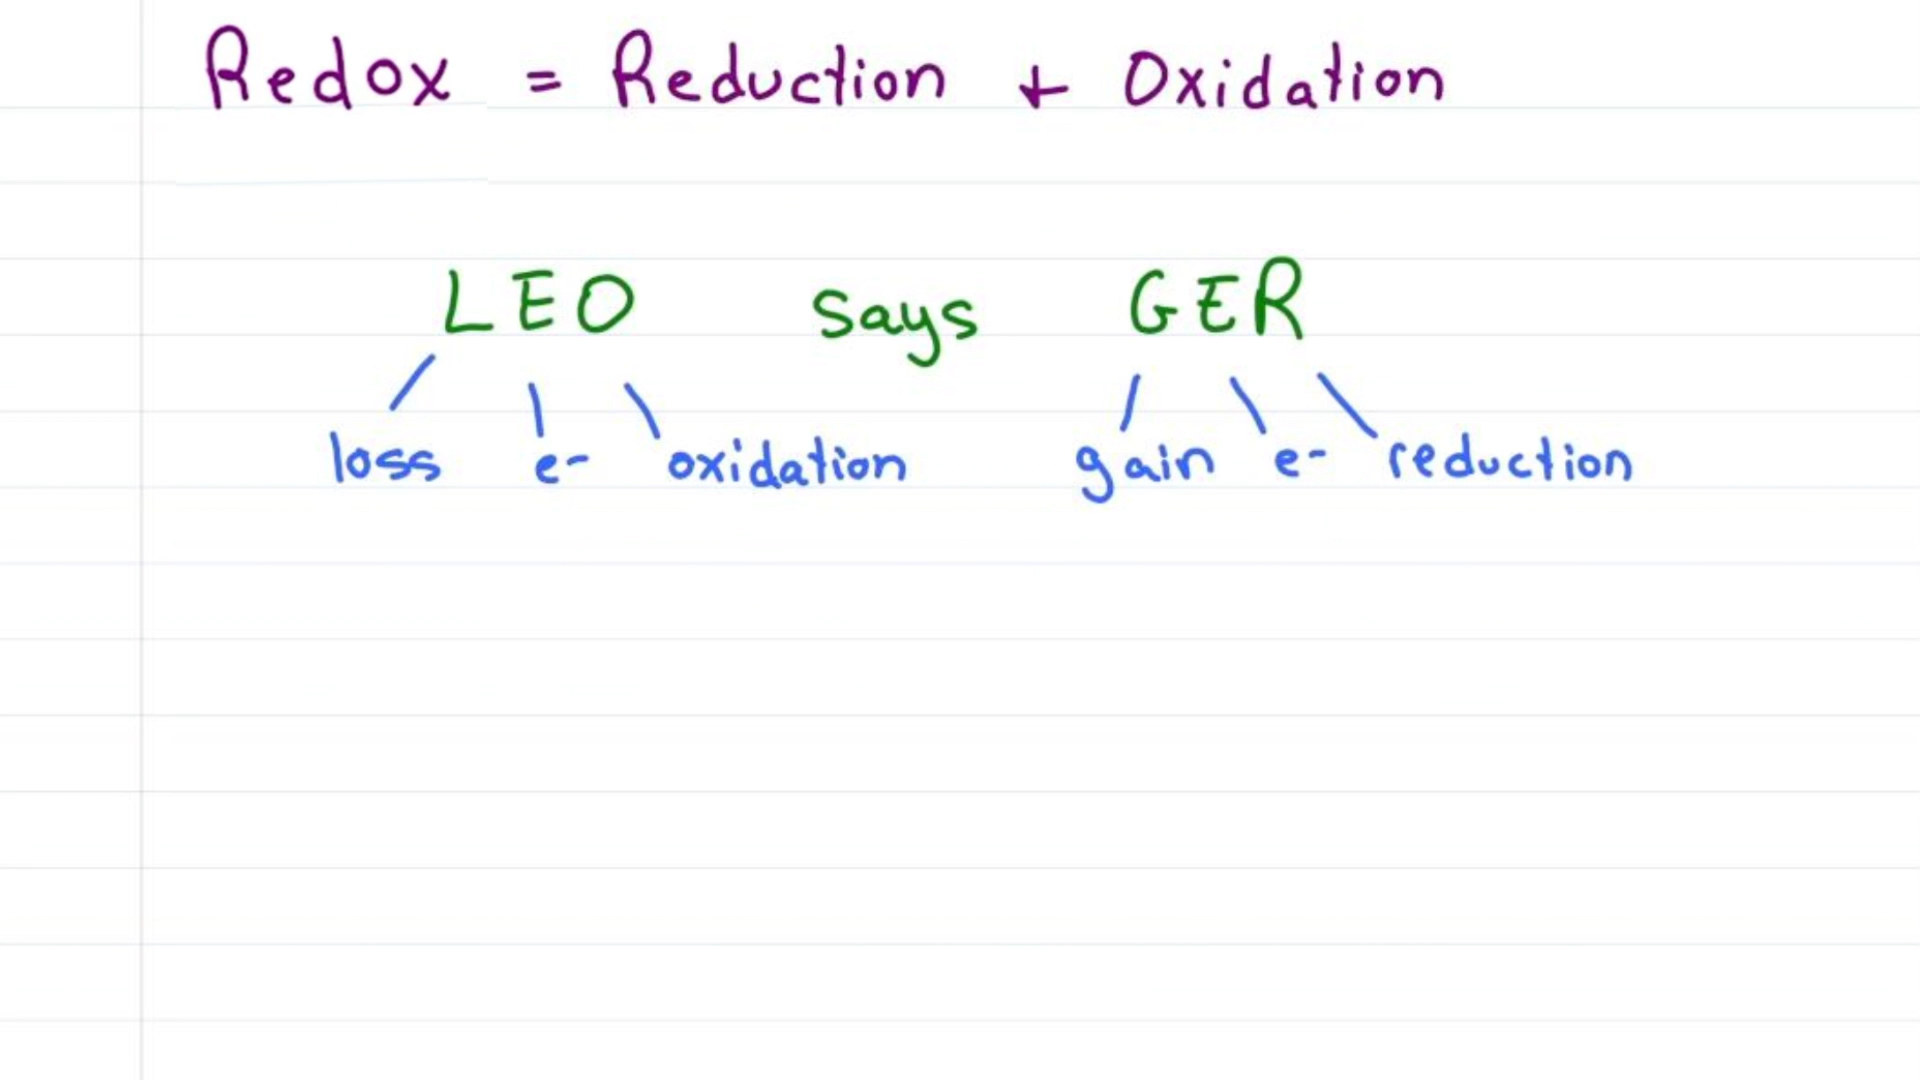 Redox = Reduction + Oxidation
LEO says GER
loss e- oxidation gain e- reduction